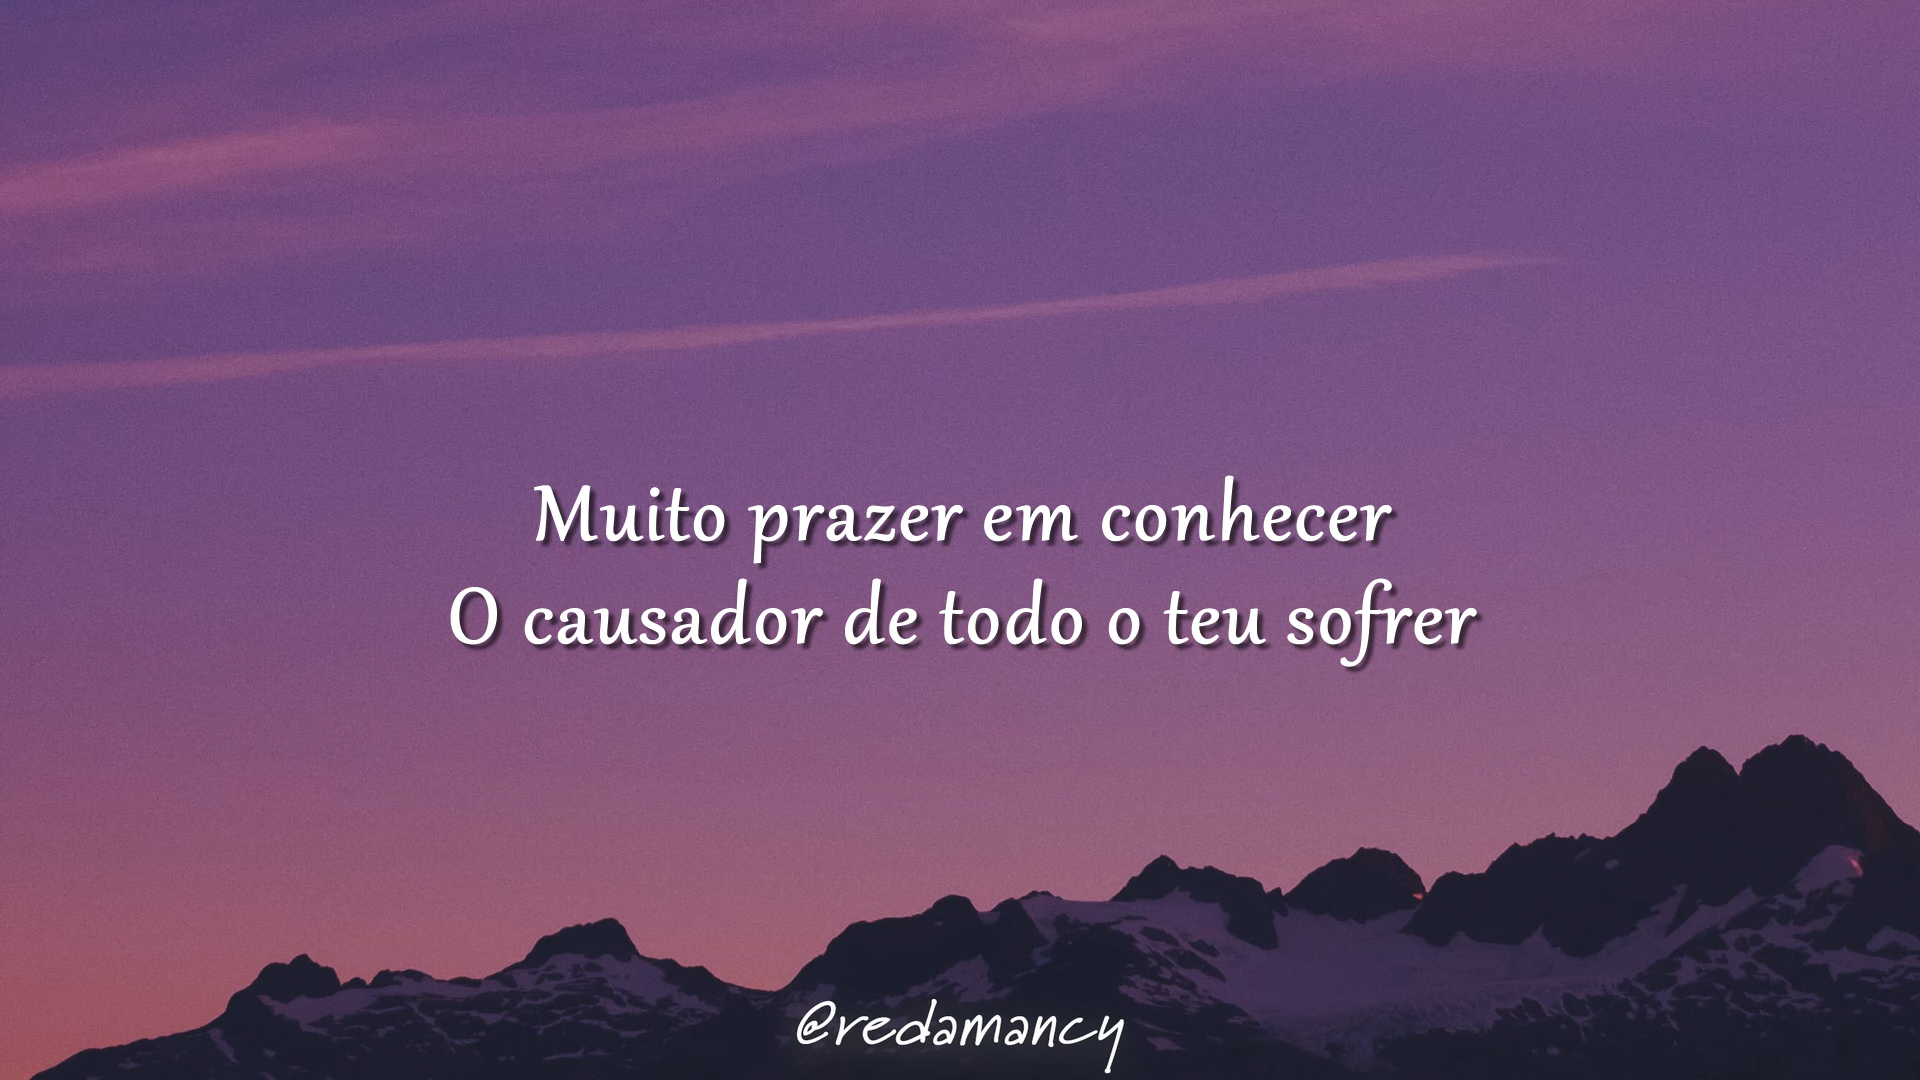 Muito prazer em conhecer
O causador de todo o teu sofrer
@redamancy